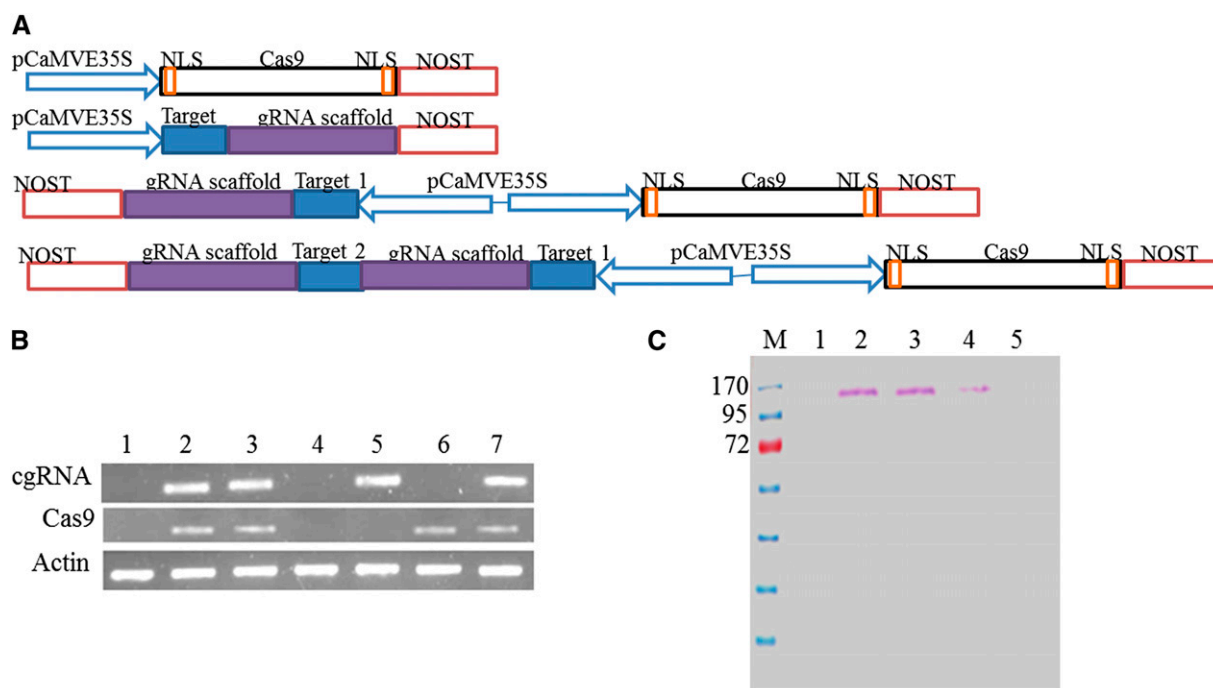 A
pCaMVE35S NLS Cas9 NLS NOST
pCaMVE35S Target gRNA scaffold NOST
NOST gRNA scaffold Target 1 pCaMVE35S NLS Cas9 NLS NOST
NOST gRNA scaffold Target 2 gRNA scaffold Target 1 pCaMVE35S NLS Cas9 NLS NOST
B
1 2 3 4 5 6 7
cgRNA
Cas9
Actin
C
M 1 2 3 4 5
170
95
72